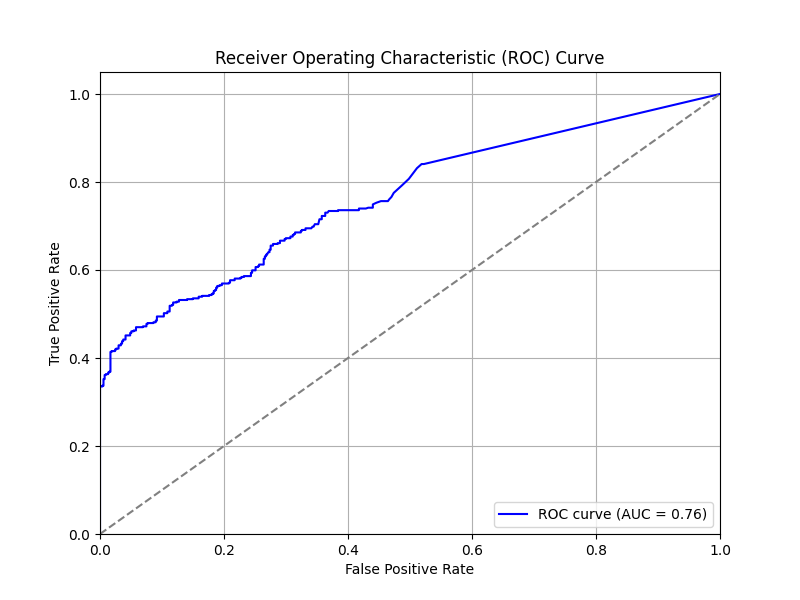 Receiver Operating Characteristic (ROC) Curve
1.0
0.8
0.6
0.4
0.2
0.0
True Positive Rate
0.0 0.2 0.4 0.6 0.8 1.0
False Positive Rate
ROC curve (AUC = 0.76)